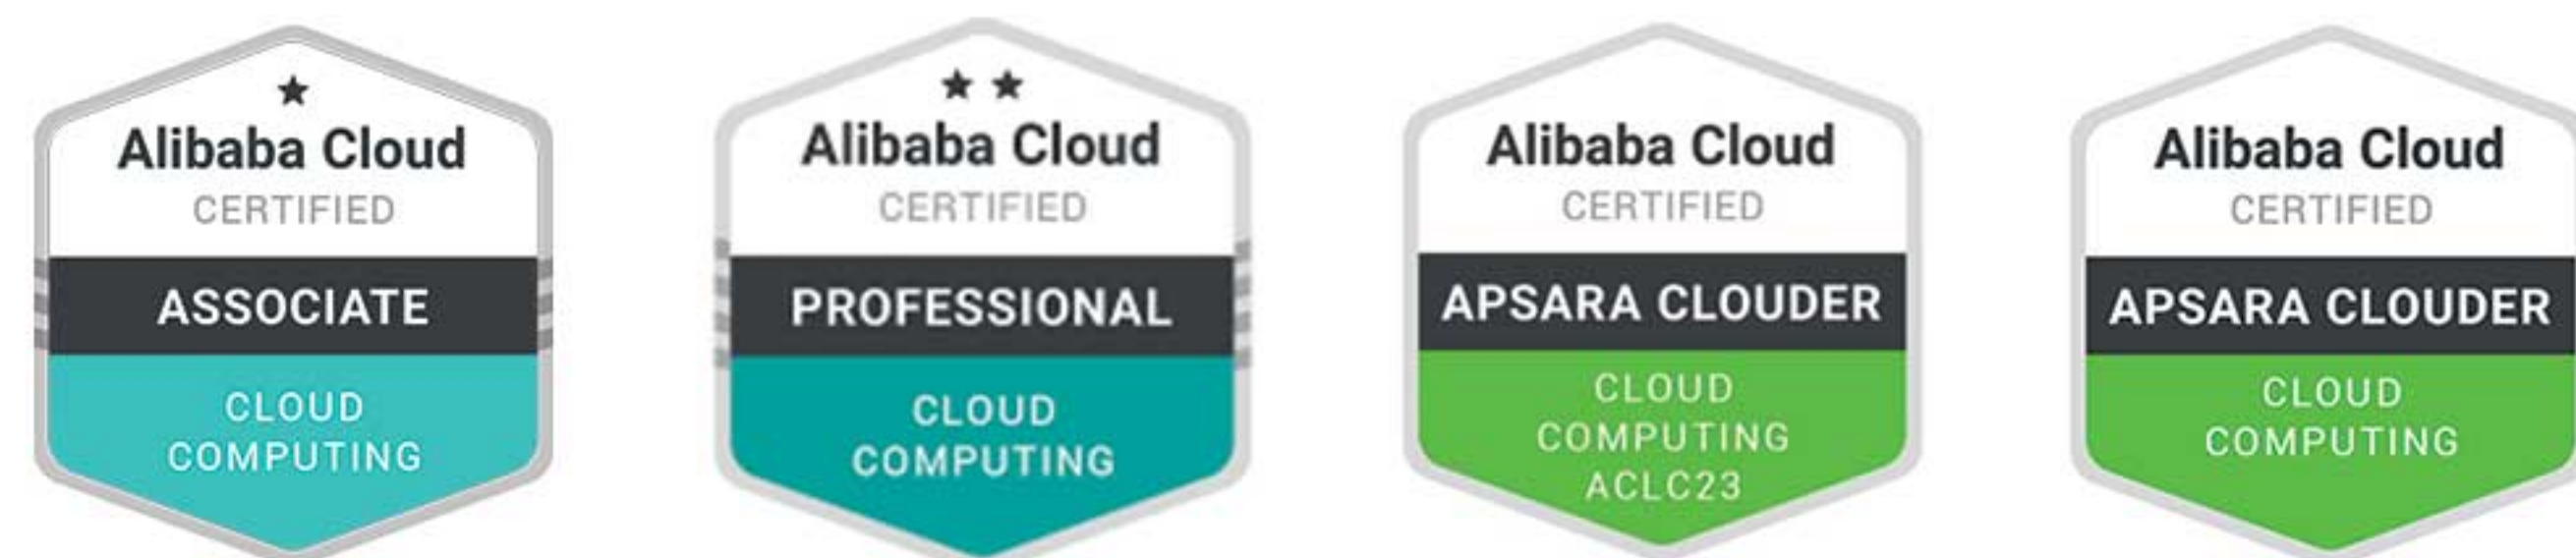 Alibaba Cloud
CERTIFIED
ASSOCIATE
CLOUD
COMPUTING
Alibaba Cloud
CERTIFIED
PROFESSIONAL
CLOUD
COMPUTING
Alibaba Cloud
CERTIFIED
APSARA CLOUDER
CLOUD
COMPUTING
ACLC23
Alibaba Cloud
CERTIFIED
APSARA CLOUDER
CLOUD
COMPUTING